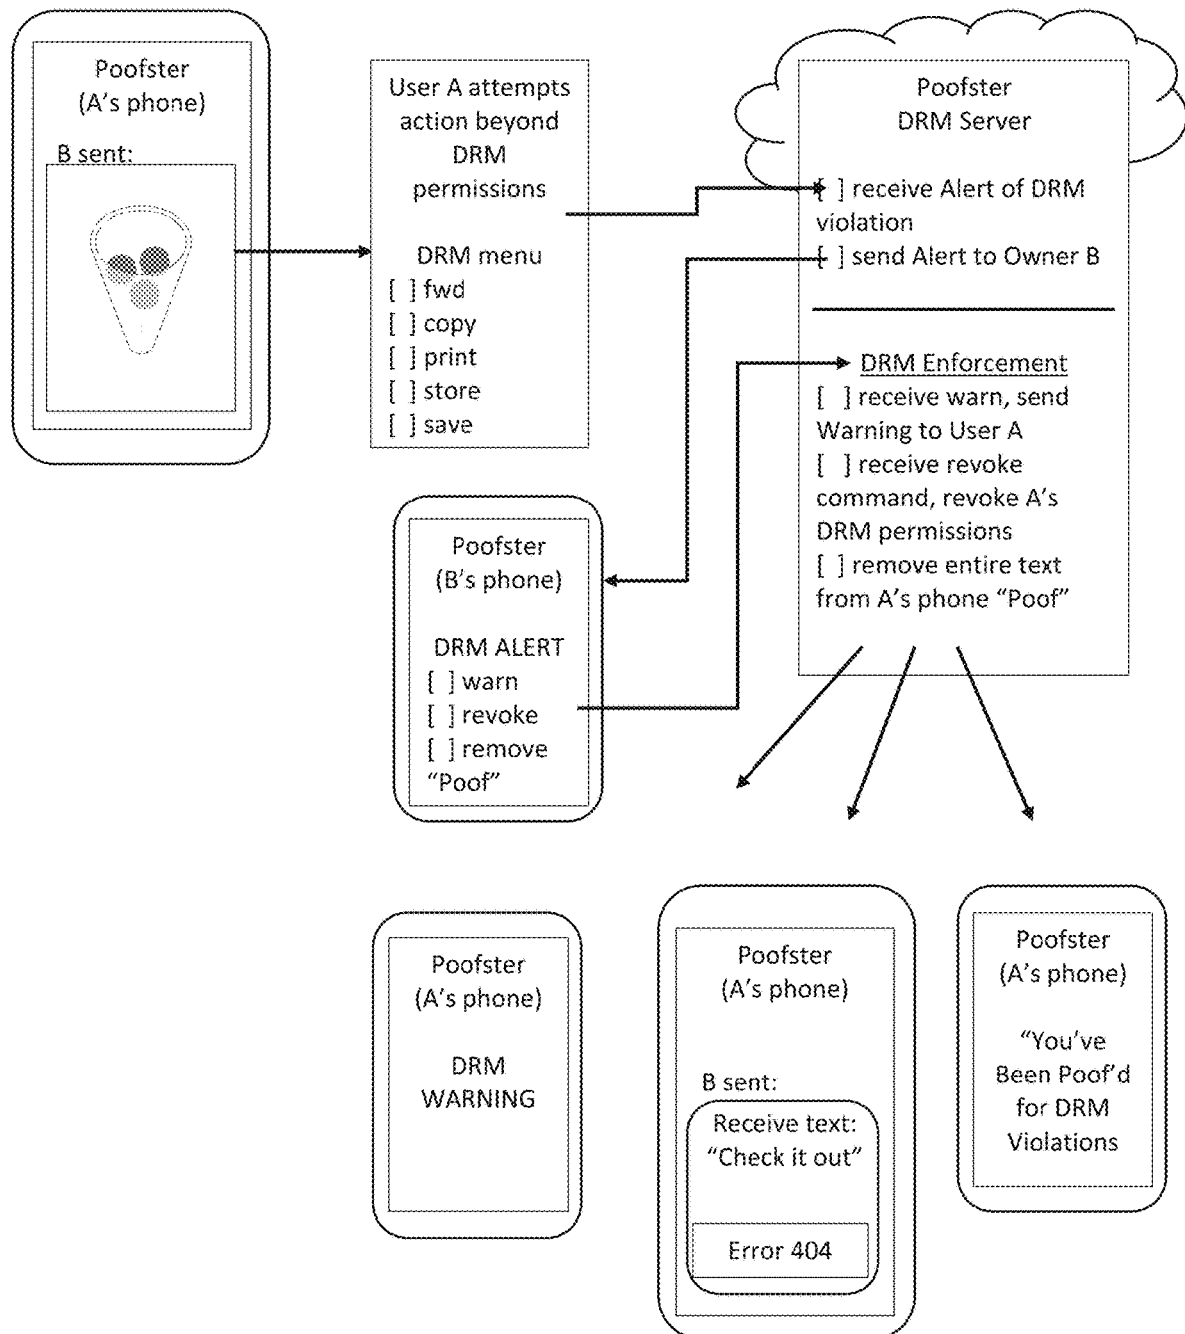 Poofster
(A's phone)
B sent:
User A attempts
action beyond
DRM
permissions
DRM menu
[ ] fwd
[ ] copy
[ ] print
[ ] store
[ ] save
Poofster
DRM Server
[ ] receive Alert of DRM
violation
[ ] send Alert to Owner B
DRM Enforcement
[ ] receive warn, send
Warning to User A
[ ] receive revoke
command, revoke A's
DRM permissions
[ ] remove entire text
from A's phone “Poof”
Poofster
(B's phone)
DRM ALERT
[ ] warn
[ ] revoke
[ ] remove
“Poof”
Poofster
(A's phone)
DRM
WARNING
Poofster
(A's phone)
B sent:
Receive text:
“Check it out”
Error 404
Poofster
(A's phone)
“You've
Been Poof'd
for DRM
Violations